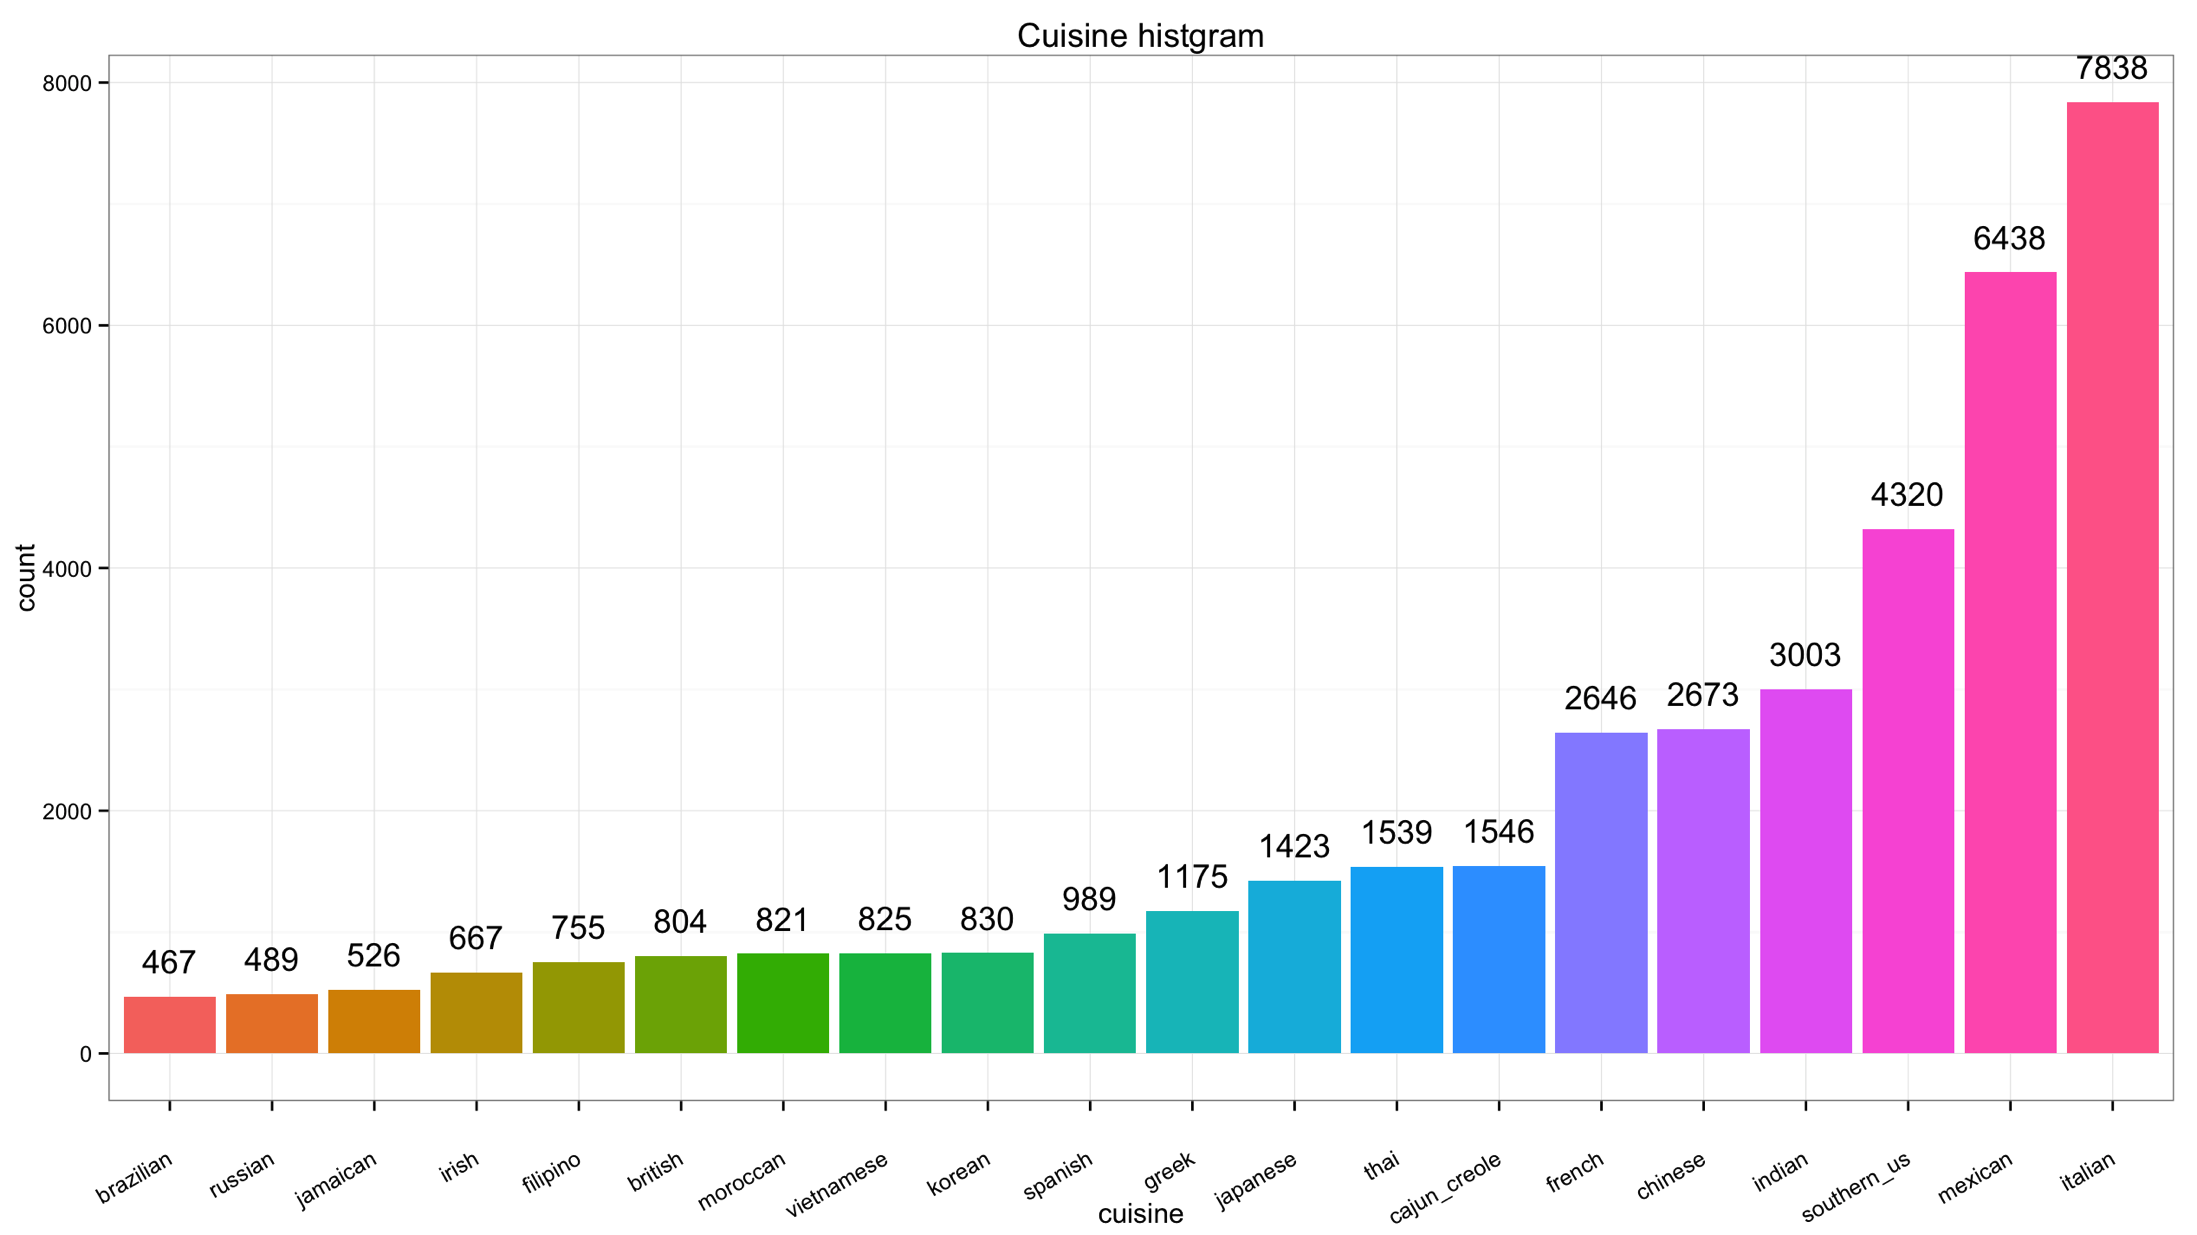 Cuisine histgram
8000
6000
4000
2000
0
count
467
489
526
667
755
804
821
825
830
989
1175
1423
1539
1546
2646
2673
3003
4320
6438
7838
brazilian
russian
jamaican
irish
filipino
british
moroccan
vietnamese
korean
spanish
greek
japanese
thai
cajun_creole
french
chinese
indian
southern_us
mexican
italian
cuisine